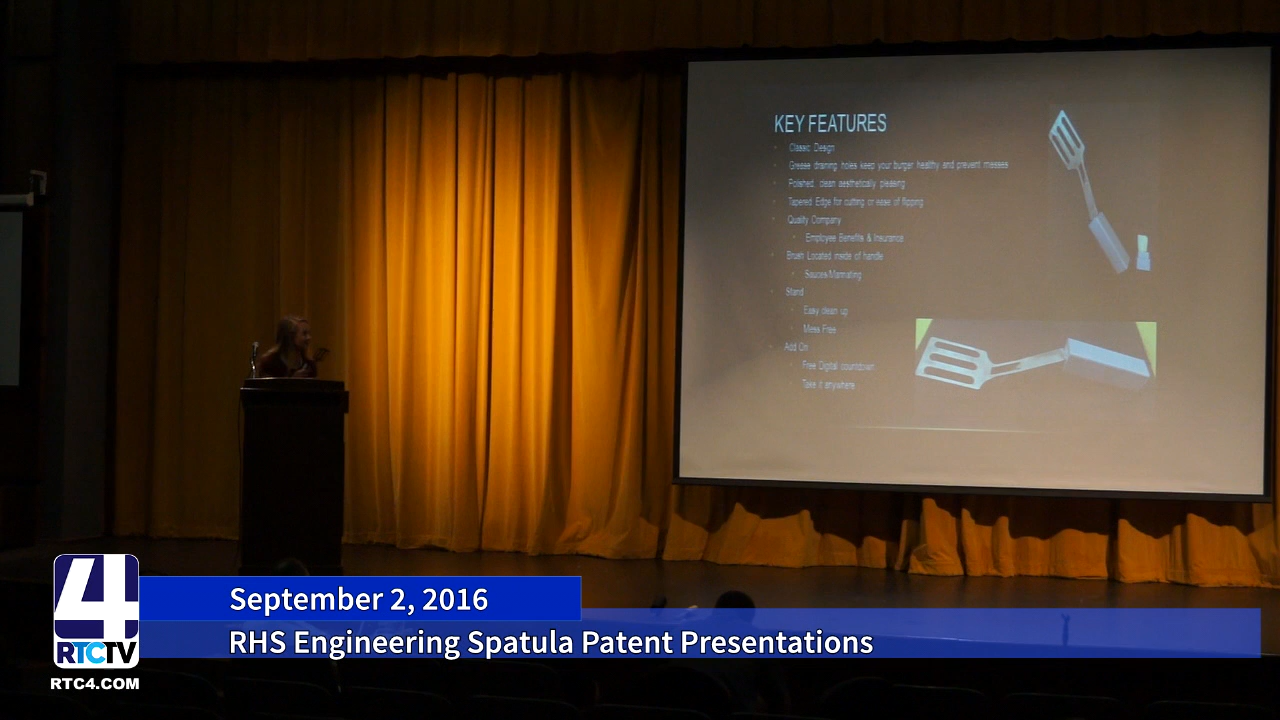 KEY FEATURES
Classic Design
Grease draining holes keep your burger healthy and prevent messes
Polished, clean aesthetically pleasing
Tapered Edge for cutting or ease of flipping
Quality Company
Employee Benefits & Insurance
Brush Located inside of handle
Sauces/Marinating
Stand
Easy clean up
Mess Free
Add On
Free Digital countdown
Take it anywhere
September 2, 2016
RHS Engineering Spatula Patent Presentations
4
RTCTV
RTC4.COM